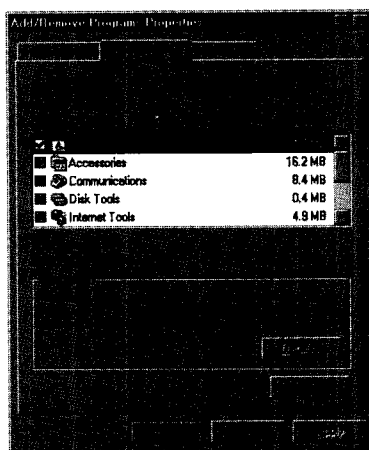 Add/Remove Programs Properties
Accessories 16.2 MB
Communications 8.4 MB
Disk Tools 0.4 MB
Internet Tools 4.9 MB